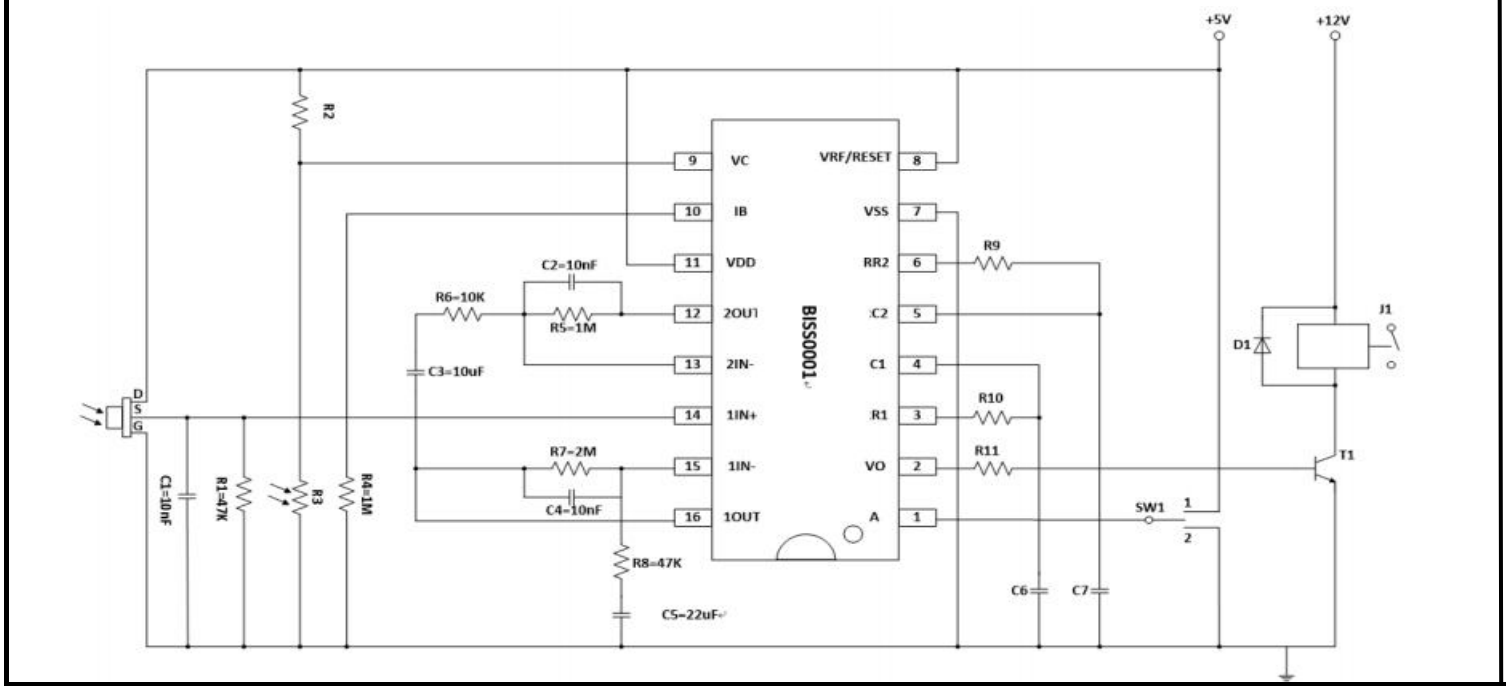 +5V
+12V
R2
9
VC
VRF/RESET
8
10
IB
VSS
7
R9
C2=10nF
11
VDD
RR2
6
R6=10K
R5=1M
12
2OUT
BISS0001
:C2
5
J1
D1
C3=10uF
13
2IN-
C1
4
D
S
G
14
1IN+
R10
:R1
3
R7=2M
R11
15
1IN-
VO
2
T1
C1=10nF
R1=47K
R3
R4=1M
C4=10nF
16
1OUT
A
1
SW1
1
2
R8=47K
C6
C7
C5=22uF